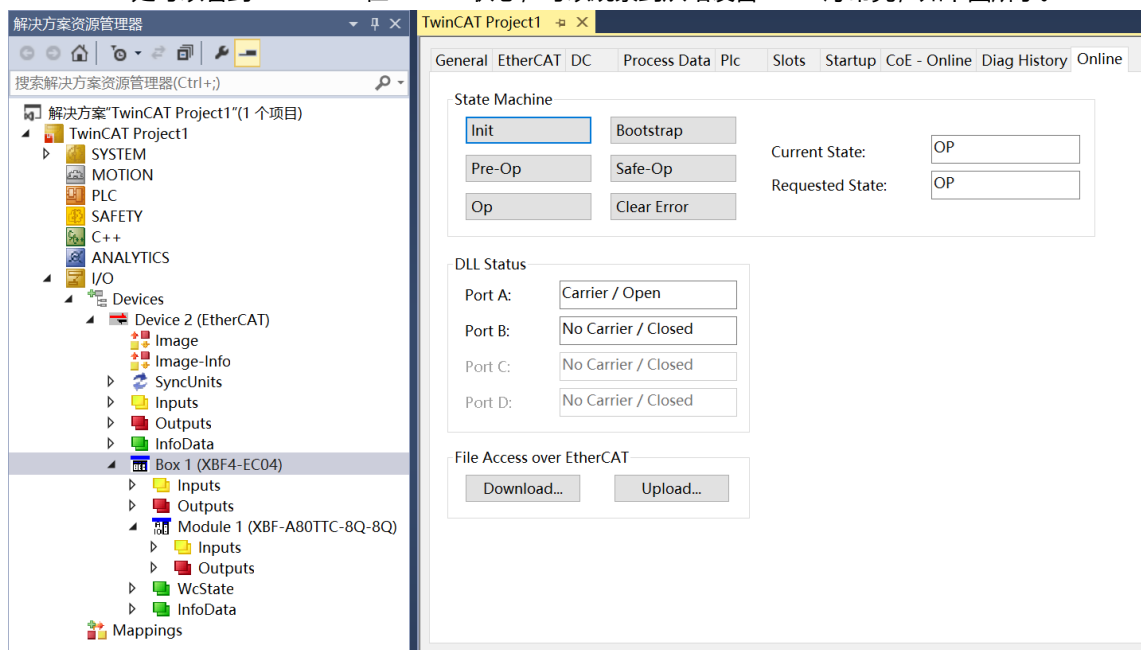 解决方案资源管理器
搜索解决方案资源管理器(Ctrl+;)
解决方案"TwinCAT Project1"(1 个项目)
TwinCAT Project1
SYSTEM
MOTION
PLC
SAFETY
C++
ANALYTICS
I/O
Devices
Device 2 (EtherCAT)
Image
Image-Info
SyncUnits
Inputs
Outputs
InfoData
Box 1 (XBF4-EC04)
Inputs
Outputs
Module 1 (XBF-A80TTC-8Q-8Q)
Inputs
Outputs
WcState
InfoData
Mappings
TwinCAT Project1
General EtherCAT DC Process Data Plc Slots Startup CoE - Online Diag History Online
State Machine
Init Bootstrap
Pre-Op Safe-Op
Op Clear Error
Current State: OP
Requested State: OP
DLL Status
Port A: Carrier / Open
Port B: No Carrier / Closed
Port C: No Carrier / Closed
Port D: No Carrier / Closed
File Access over EtherCAT
Download... Upload...